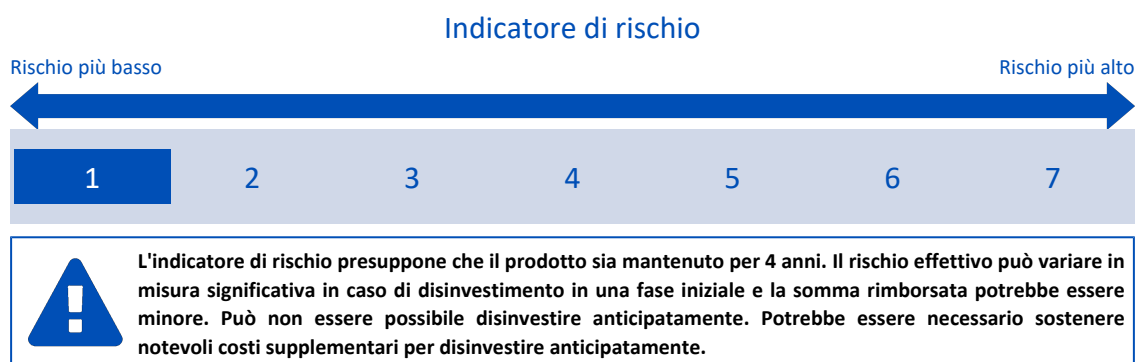 Indicatore di rischio
Rischio più basso Rischio più alto
1 2 3 4 5 6 7
L'indicatore di rischio presuppone che il prodotto sia mantenuto per 4 anni. Il rischio effettivo può variare in
misura significativa in caso di disinvestimento in una fase iniziale e la somma rimborsata potrebbe essere
minore. Può non essere possibile disinvestire anticipatamente. Potrebbe essere necessario sostenere
notevoli costi supplementari per disinvestire anticipatamente.